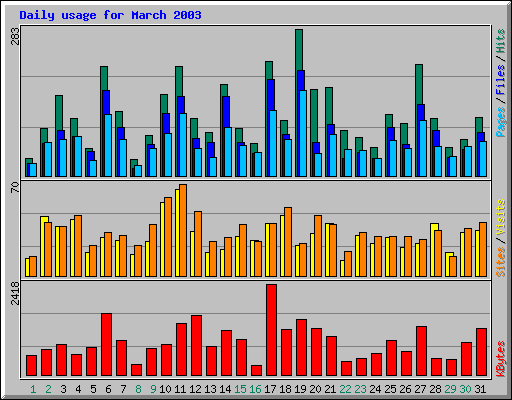 Daily usage for March 2003
283
Pages/Files/Hits
70
Sites/Visits
2418
KBytes
1 2 3 4 5 6 7 8 9 10 11 12 13 14 15 16 17 18 19 20 21 22 23 24 25 26 27 28 29 30 31